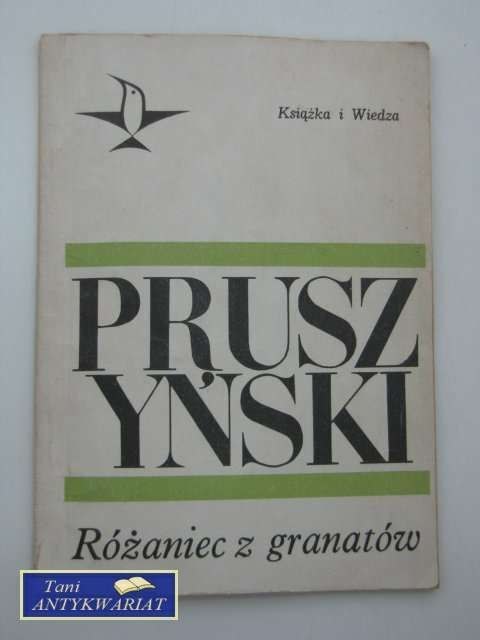 Książka i Wiedza
PRUSZ
YŃSKI
Różaniec z granatów
Tani
ANTYKWARIAT